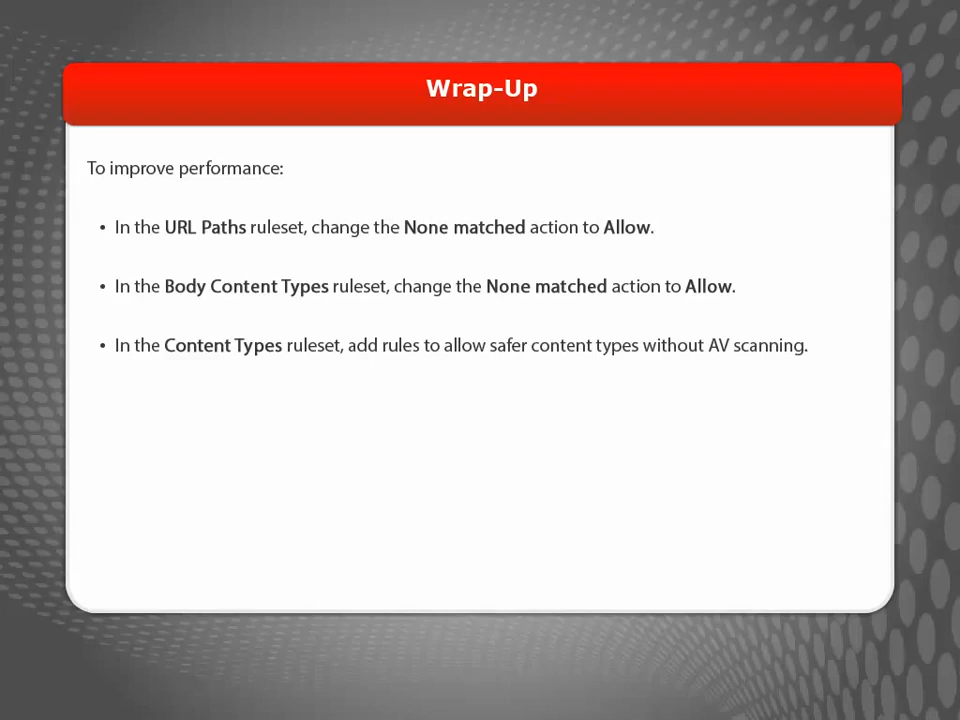 Wrap-Up
To improve performance:
• In the URL Paths ruleset, change the None matched action to Allow.
• In the Body Content Types ruleset, change the None matched action to Allow.
• In the Content Types ruleset, add rules to allow safer content types without AV scanning.